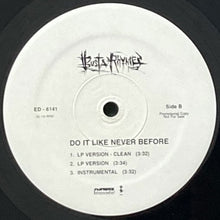 Busta Rhymes
ED - 6141
Side B
Promotional Copy
Not For Sale
DO IT LIKE NEVER BEFORE
1. LP VERSION - CLEAN (3:32)
2. LP VERSION (3:34)
3. INSTRUMENTAL (3:32)